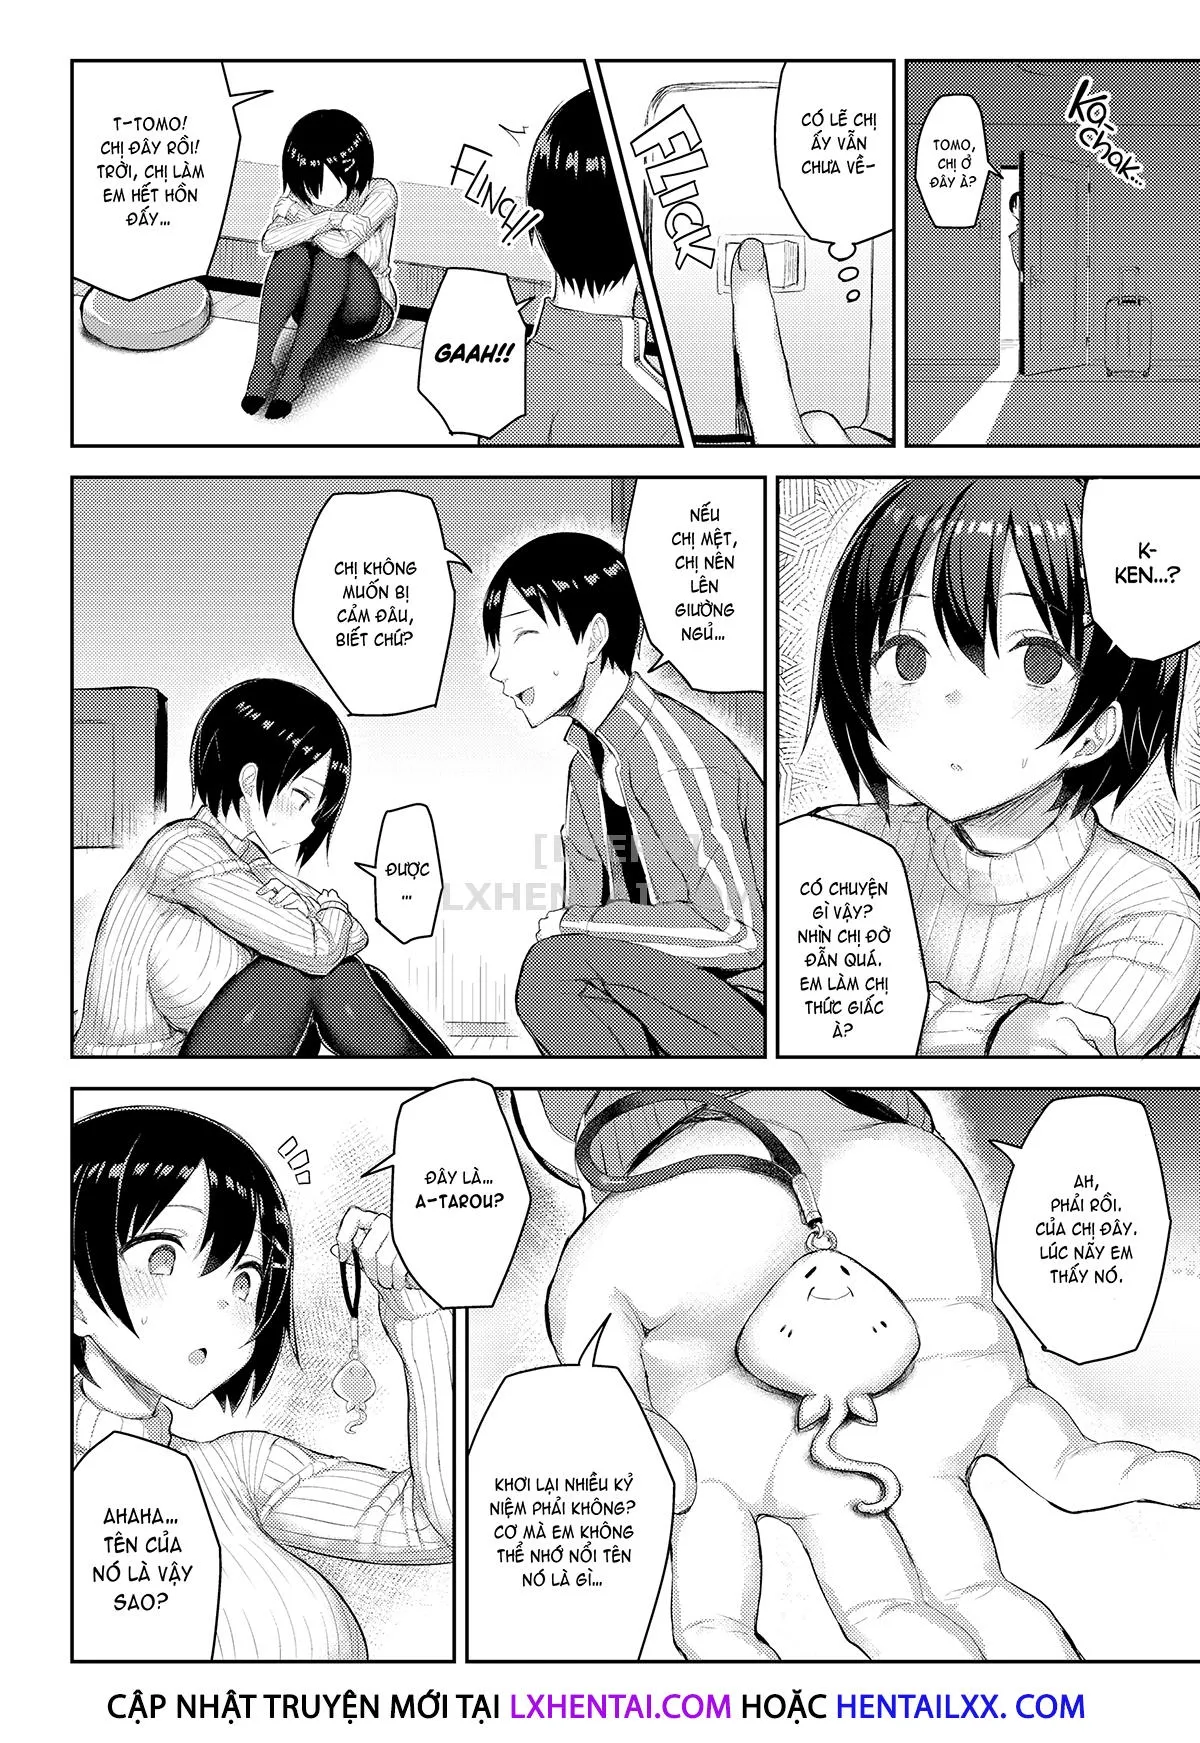 KO-
CHAK...
TOMO,
CHỊ Ở
ĐÂY À?
CÓ LẼ CHỊ
ẤY VẪN
CHƯA VỀ-
FLICK
FLINCH!!
GAAH!!
T-TOMO!
CHỊ ĐÂY RỒI!
TRỜI, CHỊ LÀM
EM HẾT HỒN
ĐẤY...
K-
KEN...?
CÓ CHUYỆN
GÌ VẬY?
NHÌN CHỊ ĐỜ
ĐẪN QUÁ.
EM LÀM CHỊ
THỨC GIẤC
À?
NẾU
CHỊ MỆT,
CHỊ NÊN
LÊN
GIƯỜNG
NGỦ...
CHỊ KHÔNG
MUỐN BỊ
CẢM ĐÂU,
BIẾT CHỨ?
ĐƯỢC
...
AH,
PHẢI RỒI.
CỦA CHỊ ĐÂY.
LÚC NÃY EM
THẤY NÓ.
KHƠI LẠI NHIỀU KỶ
NIỆM PHẢI KHÔNG?
CƠ MÀ EM KHÔNG
THỂ NHỚ NỔI TÊN
NÓ LÀ GÌ...
ĐÂY LÀ...
A-TAROU?
AHAHA...
TÊN CỦA
NÓ LÀ VẬY
SAO?
CẬP NHẬT TRUYỆN MỚI TẠI LXHENTAI.COM HOẶC HENTAILXX. COM